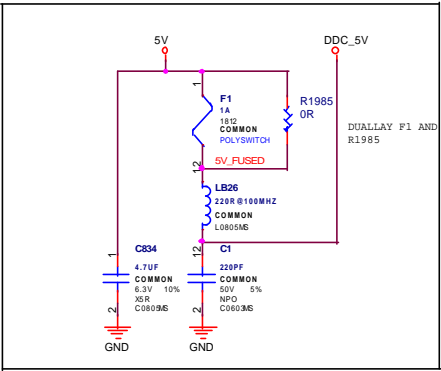 5V
DDC_5V
1
F1
1A
1812
COMMON
POLYSWITCH
R1985
0R
DUALLAY F1 AND
R1985
12
5V_FUSED
LB26
220R@100MHZ
COMMON
L0805MS
1
C834
4.7UF
COMMON
6.3V 10%
X5R
C0805MS
2
GND
12
C1
220PF
COMMON
50V 5%
NPO
C0603MS
2
GND